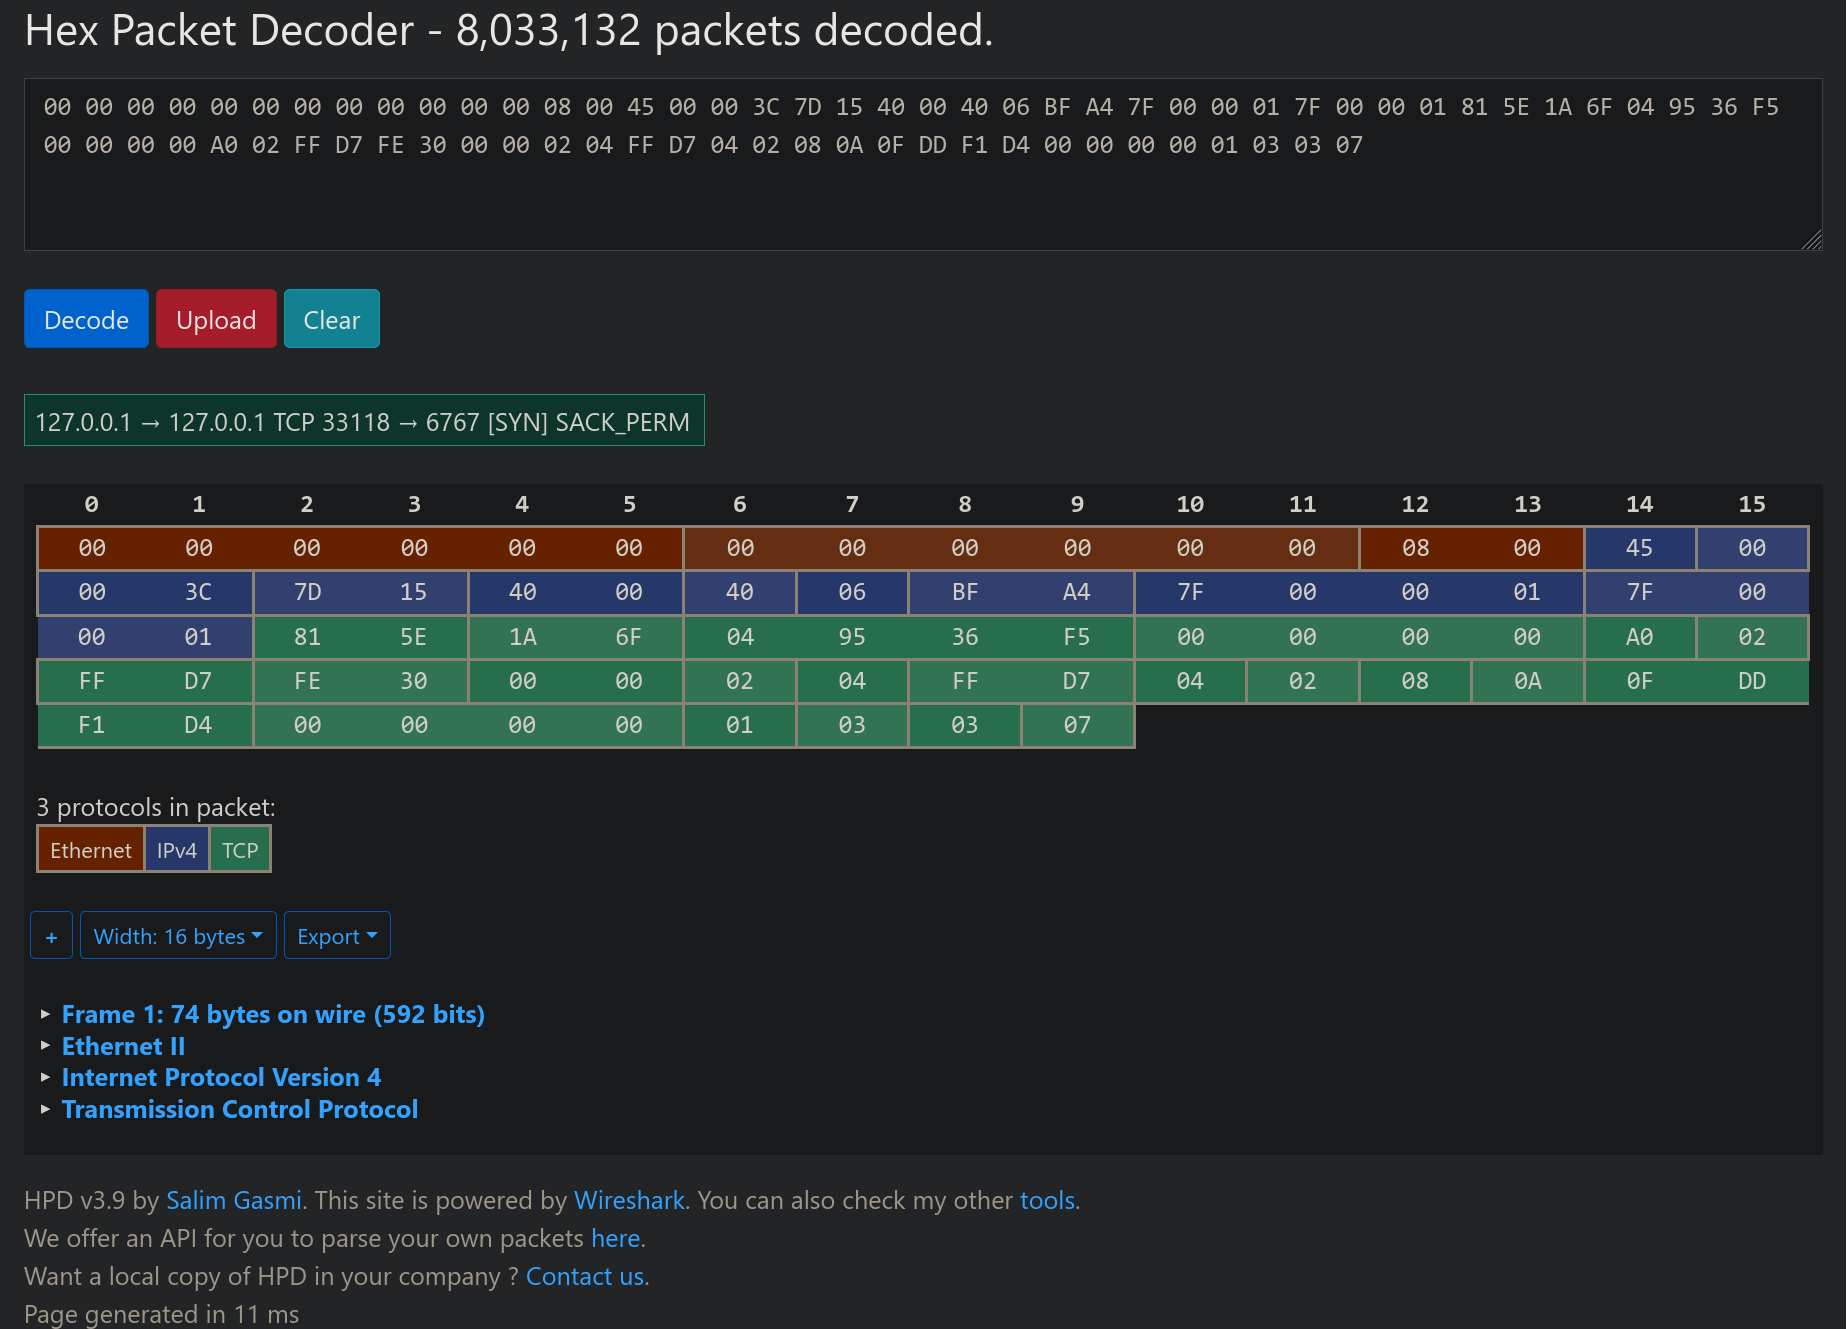 Hex Packet Decoder - 8,033,132 packets decoded.
00 00 00 00 00 00 00 00 00 00 00 00 08 00 45 00 00 3C 7D 15 40 00 40 06 BF A4 7F 00 00 01 7F 00 00 01 81 5E 1A 6F 04 95 36 F5
00 00 00 00 A0 02 FF D7 FE 30 00 00 02 04 FF D7 04 02 08 0A 0F DD F1 D4 00 00 00 00 01 03 03 07
Decode Upload Clear
127.0.0.1 → 127.0.0.1 TCP 33118 → 6767 [SYN] SACK_PERM
0 1 2 3 4 5 6 7 8 9 10 11 12 13 14 15
00 00 00 00 00 00 00 00 00 00 00 00 08 00 45 00
00 3C 7D 15 40 00 40 06 BF A4 7F 00 00 01 7F 00
00 01 81 5E 1A 6F 04 95 36 F5 00 00 00 00 A0 02
FF D7 FE 30 00 00 02 04 FF D7 04 02 08 0A 0F DD
F1 D4 00 00 00 00 01 03 03 07
3 protocols in packet:
Ethernet IPv4 TCP
+ Width: 16 bytes Export
Frame 1: 74 bytes on wire (592 bits)
Ethernet II
Internet Protocol Version 4
Transmission Control Protocol
HPD v3.9 by Salim Gasmi. This site is powered by Wireshark. You can also check my other tools.
We offer an API for you to parse your own packets here.
Want a local copy of HPD in your company ? Contact us.
Page generated in 11 ms